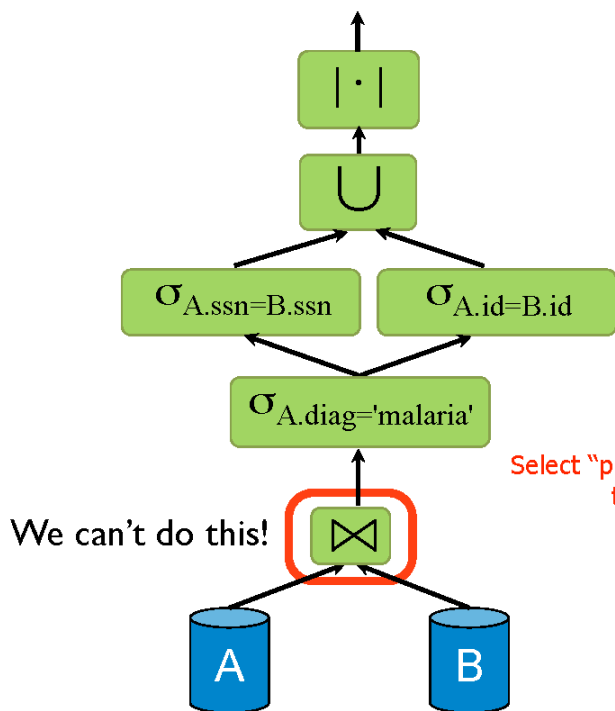 | · |
∪
σA.ssn=B.ssn
σA.id=B.id
σA.diag='malaria'
Select “p
t
We can’t do this!
⋈
A
B